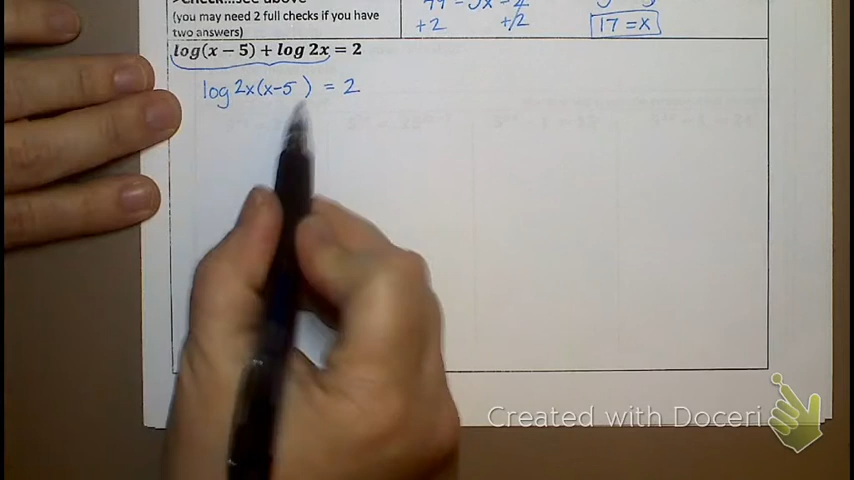 (you may need 2 full checks if you have
two answers)
+2 +/2 17=x
log(x − 5) + log 2x = 2
log 2x(x-5) = 2
Created with Doceri